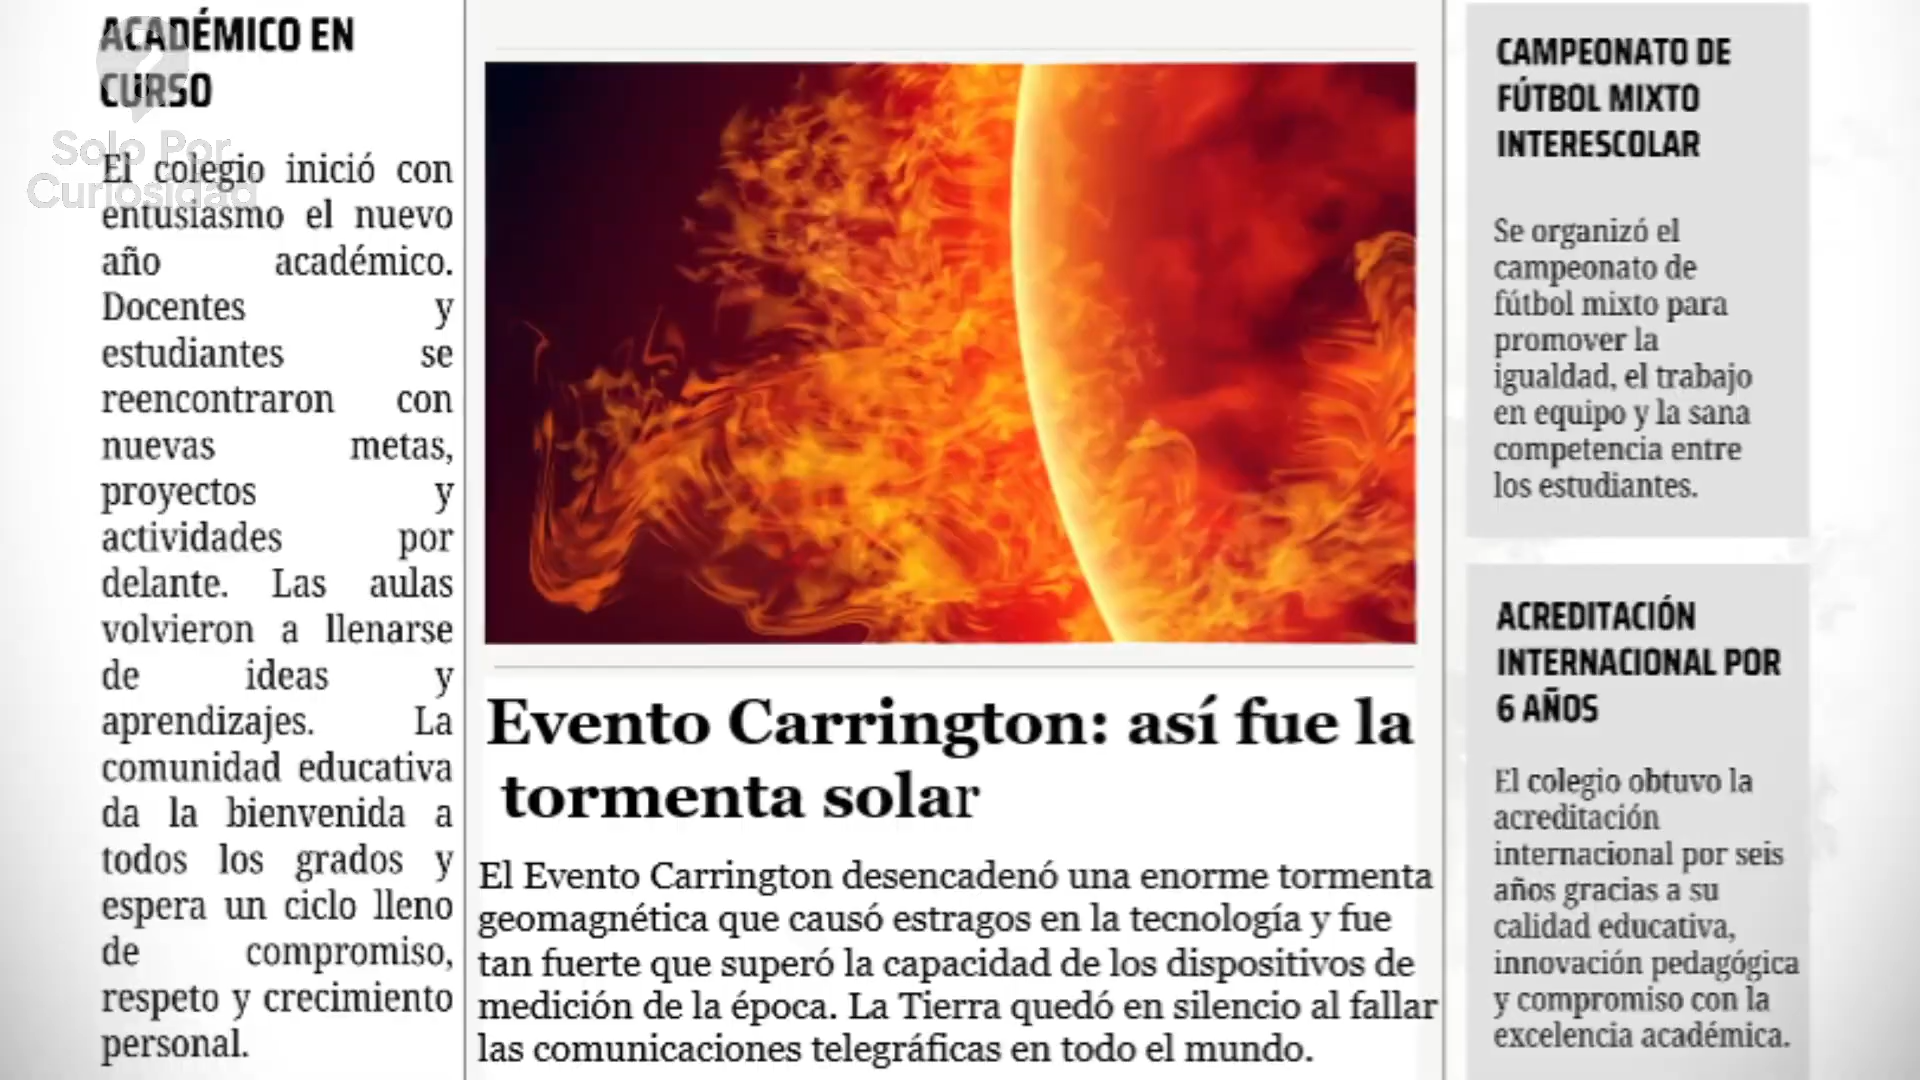 ACADÉMICO EN
CURSO
Solo Por
Curiosidad
El colegio inició con
entusiasmo el nuevo
año académico.
Docentes y
estudiantes se
reencontraron con
nuevas metas,
proyectos y
actividades por
delante. Las aulas
volvieron a llenarse
de ideas y
aprendizajes. La
comunidad educativa
da la bienvenida a
todos los grados y
espera un ciclo lleno
de compromiso,
respeto y crecimiento
personal.
Evento Carrington: así fue la
tormenta solar
El Evento Carrington desencadenó una enorme tormenta
geomagnética que causó estragos en la tecnología y fue
tan fuerte que superó la capacidad de los dispositivos de
medición de la época. La Tierra quedó en silencio al fallar
las comunicaciones telegráficas en todo el mundo.
CAMPEONATO DE
FÚTBOL MIXTO
INTERESCOLAR
Se organizó el
campeonato de
fútbol mixto para
promover la
igualdad, el trabajo
en equipo y la sana
competencia entre
los estudiantes.
ACREDITACIÓN
INTERNACIONAL POR
6 AÑOS
El colegio obtuvo la
acreditación
internacional por seis
años gracias a su
calidad educativa,
innovación pedagógica
y compromiso con la
excelencia académica.